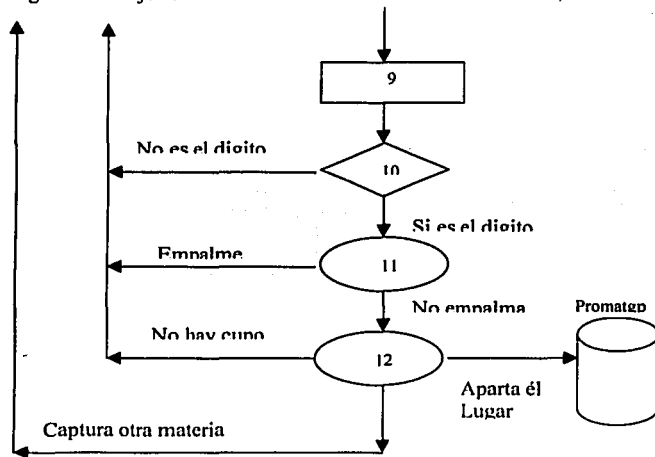 9
No es el digito
10
Si es el digito
Empalme
11
No empalma
Promatgp
No hay cupo
12
Aparta él
Lugar
Captura otra materia